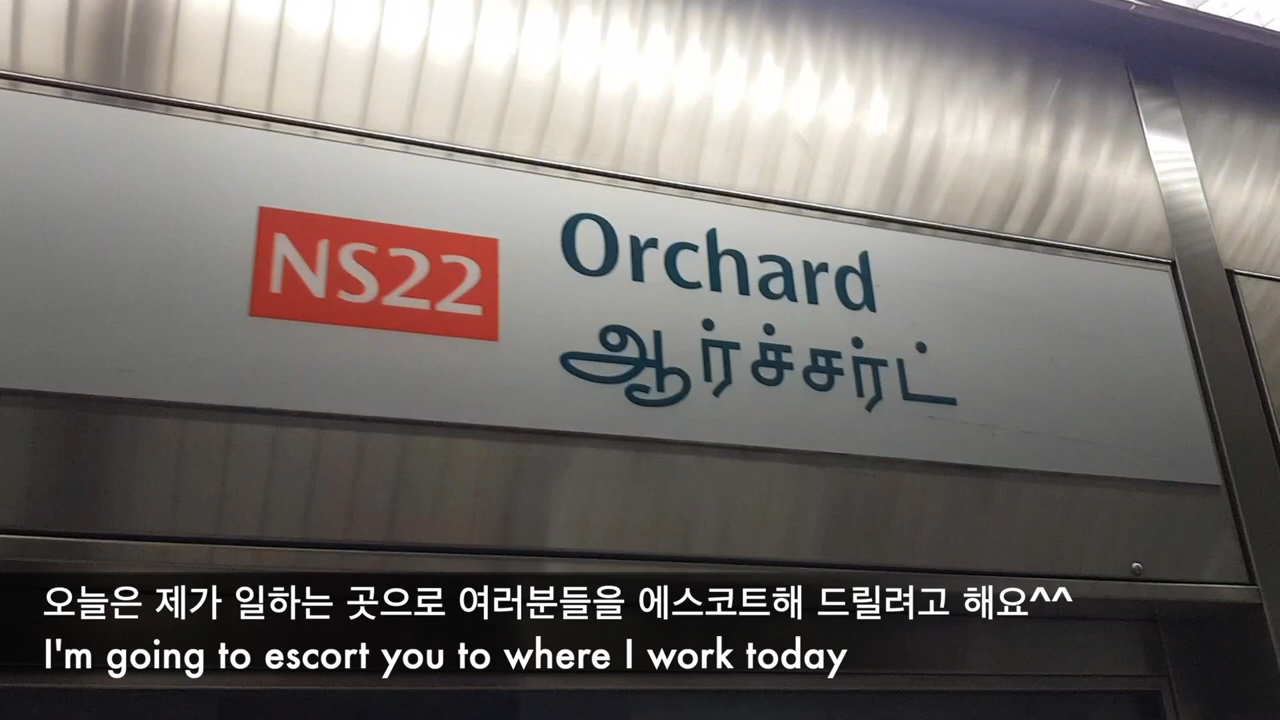 NS22
Orchard
ஆர்ச்சர்ட்
오늘은 제가 일하는 곳으로 여러분들을 에스코트해 드릴려고 해요^^
I'm going to escort you to where I work today